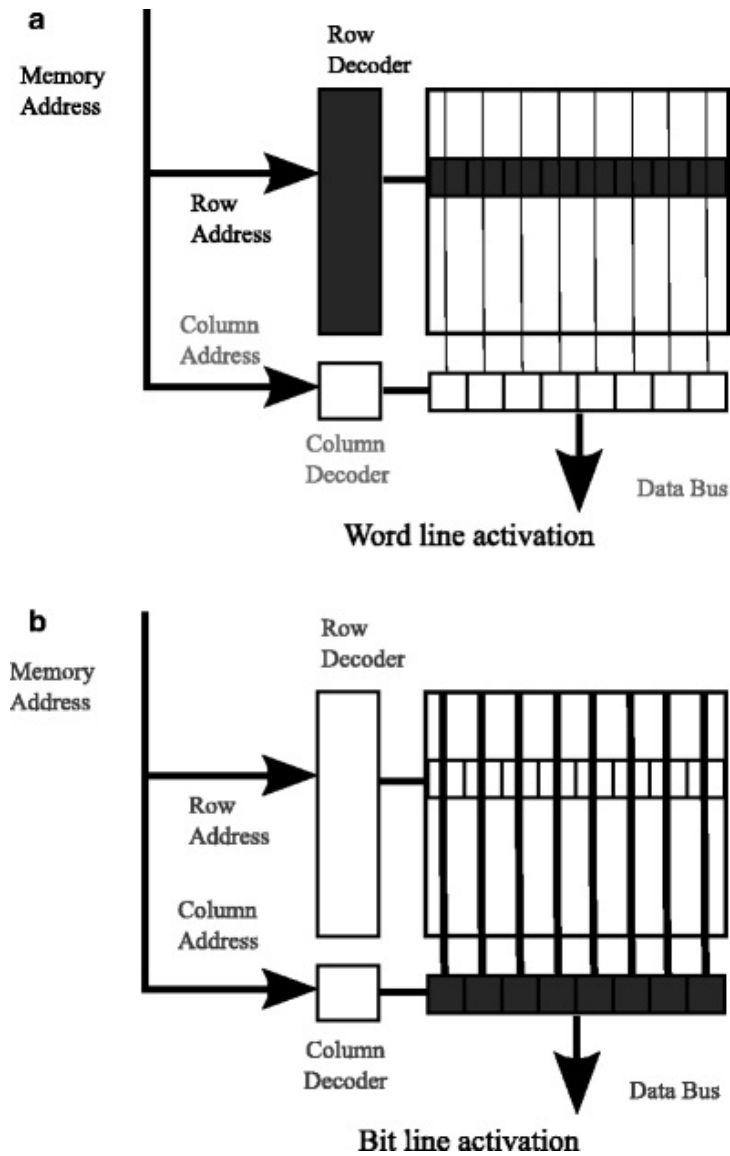 a
Row
Decoder
Memory
Address
Row
Address
Column
Address
Column
Decoder
Data Bus
Word line activation
b
Row
Decoder
Memory
Address
Row
Address
Column
Address
Column
Decoder
Data Bus
Bit line activation